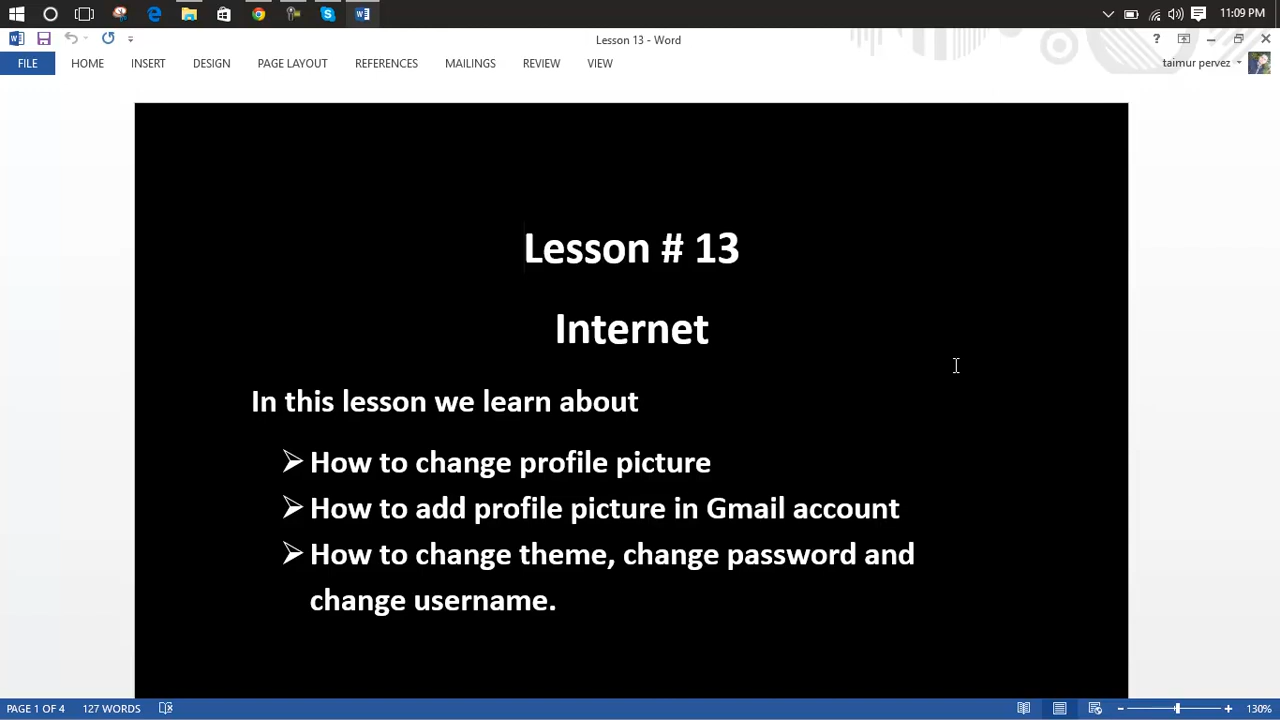 11:09 PM
Lesson 13 - Word
?
FILE HOME INSERT DESIGN PAGE LAYOUT REFERENCES MAILINGS REVIEW VIEW
taimur pervez
Lesson # 13
Internet
In this lesson we learn about
How to change profile picture
How to add profile picture in Gmail account
How to change theme, change password and
change username.
PAGE 1 OF 4 127 WORDS
130%